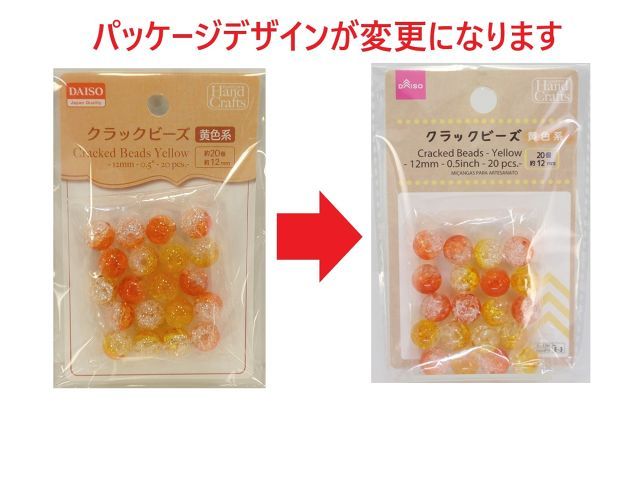 パッケージデザインが変更になります
DAISO
Japan Quality
Hand
Crafts
クラックビーズ 黄色系
Cracked Beads Yellow
- 12mm - 0.5" - 20 pcs.-
約20個
約12mm
DAISO
Hand
Crafts
クラックビーズ 黄色系
Cracked Beads - Yellow
- 12mm - 0.5inch - 20 pcs.-
MIÇANGAS PARA ARTESANATO
20個
約12mm